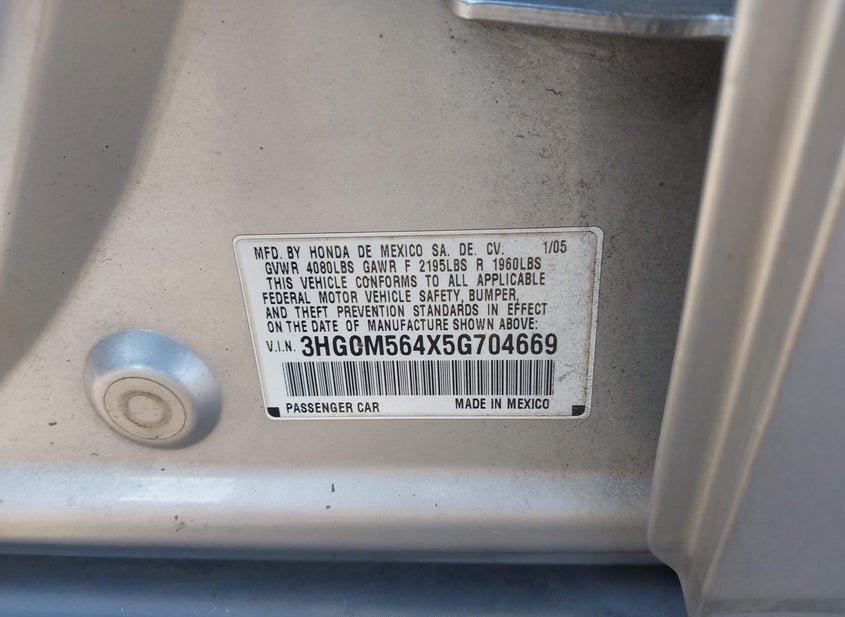 MFD. BY HONDA DE MEXICO SA. DE. CV. 1/05
GVWR 4080LBS GAWR F 2195LBS R 1960LBS
THIS VEHICLE CONFORMS TO ALL APPLICABLE
FEDERAL MOTOR VEHICLE SAFETY, BUMPER,
AND THEFT PREVENTION STANDARDS IN EFFECT
ON THE DATE OF MANUFACTURE SHOWN ABOVE:
V.I.N. 3HGCM564X5G704669
PASSENGER CAR MADE IN MEXICO